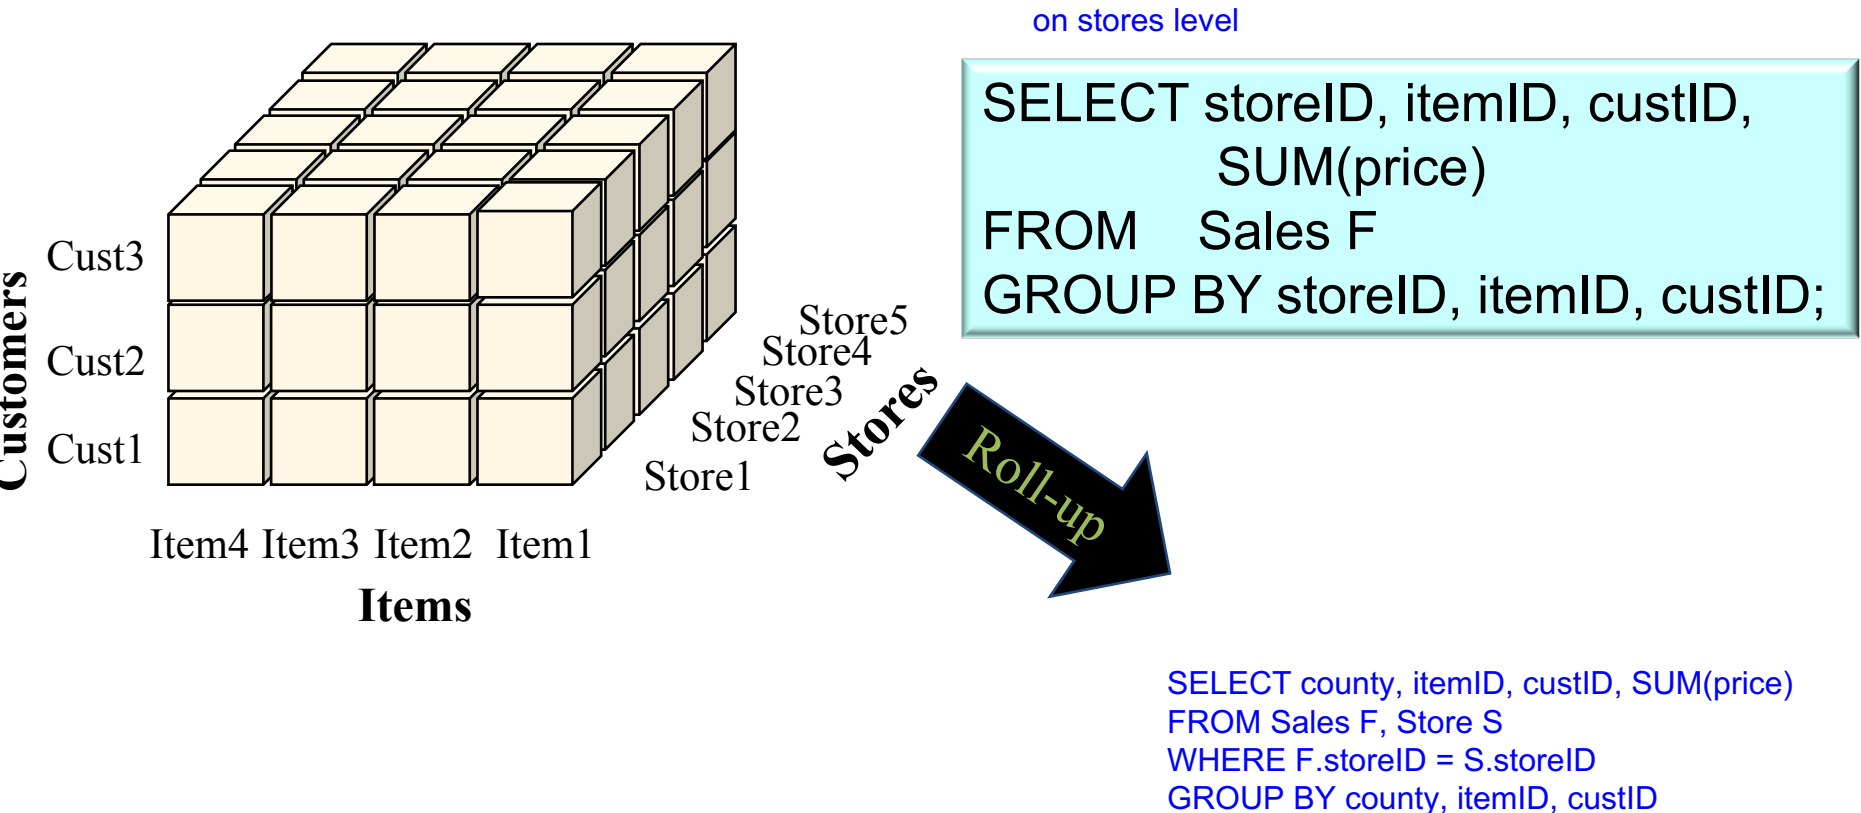 on stores level
SELECT storeID, itemID, custID,
SUM(price)
FROM Sales F
GROUP BY storeID, itemID, custID;
Customers
Cust3
Cust2
Cust1
Store5
Store4
Store3
Store2
Store1
Stores
Item4 Item3 Item2 Item1
Items
Roll-up
SELECT county, itemID, custID, SUM(price)
FROM Sales F, Store S
WHERE F.storeID = S.storeID
GROUP BY county, itemID, custID